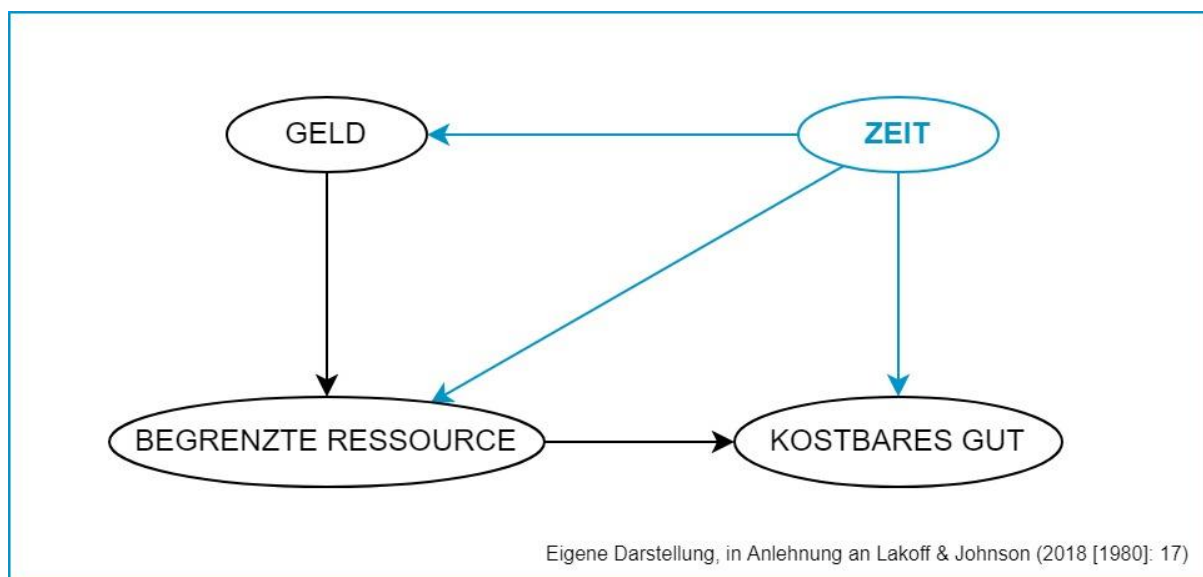 GELD
ZEIT
BEGRENZTE RESSOURCE
KOSTBARES GUT
Eigene Darstellung, in Anlehnung an Lakoff & Johnson (2018 [1980]: 17)